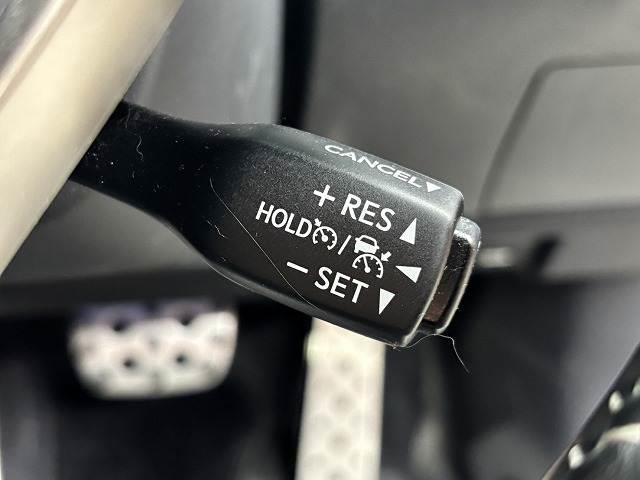 CANCEL▼
+ RES ▲
HOLD / ◀
− SET ▼